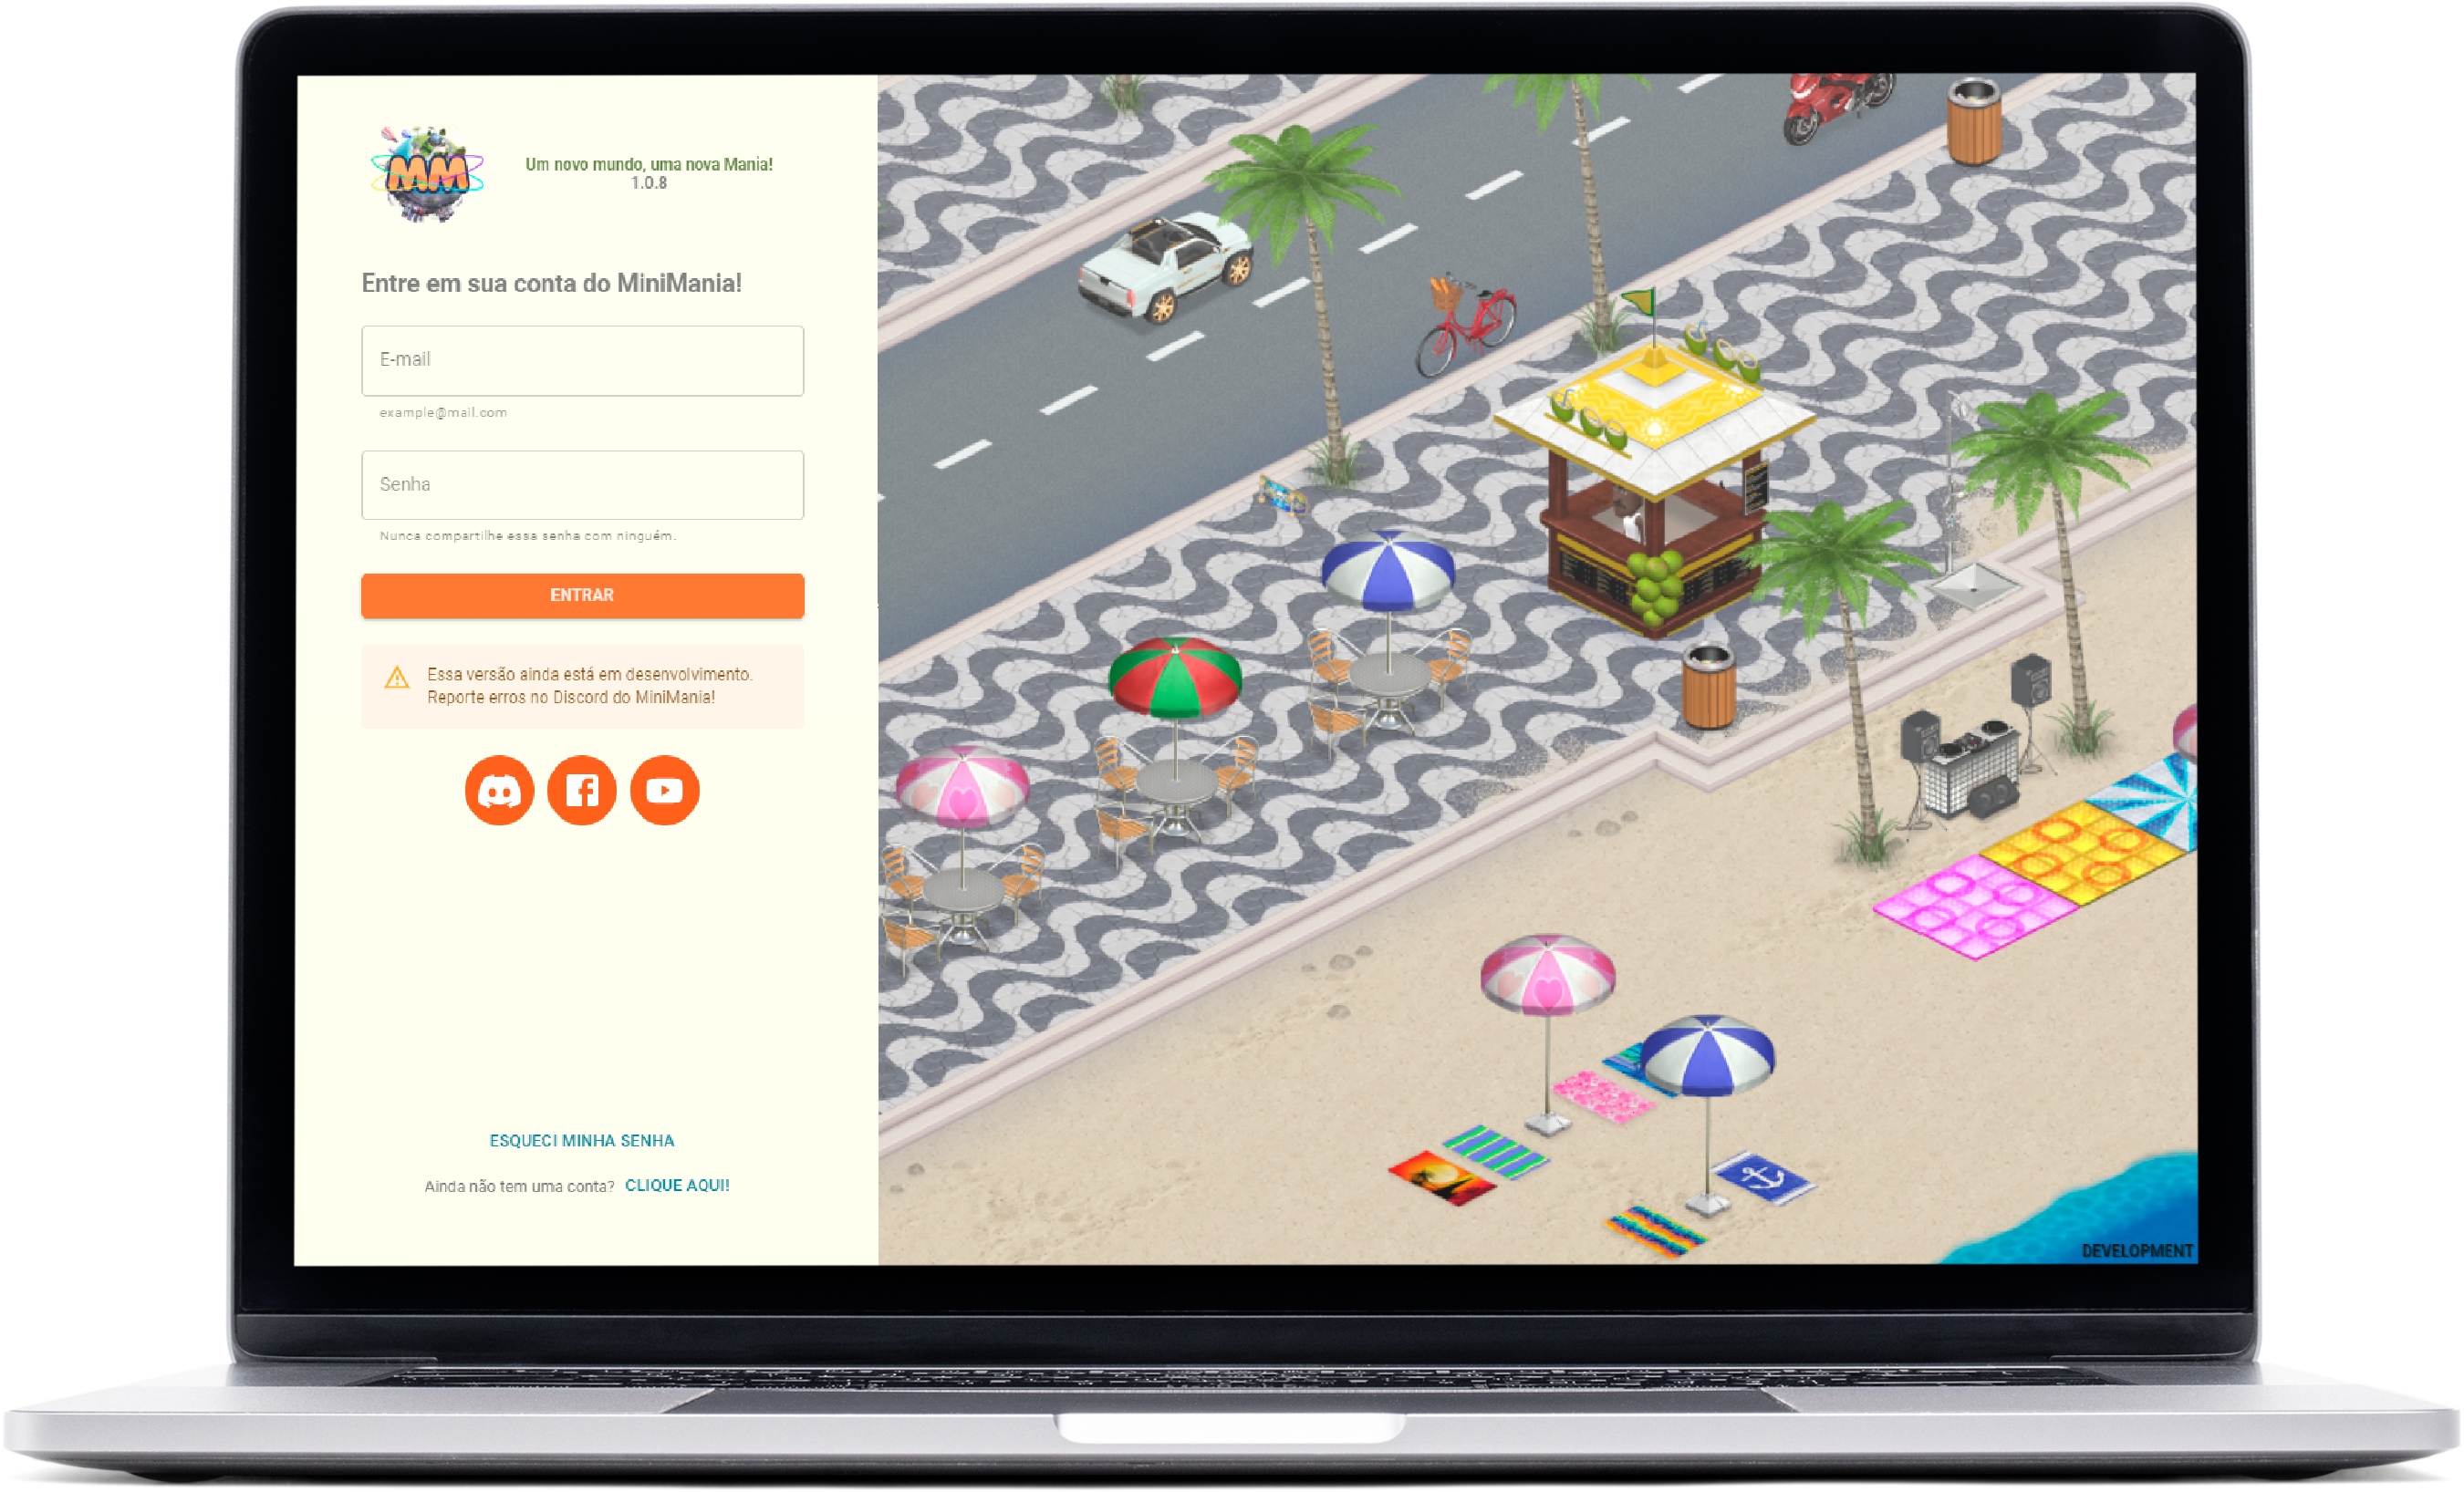 MM
Um novo mundo, uma nova Mania!
1.0.8
Entre em sua conta do MiniMania!
E-mail
example@mail.com
Senha
Nunca compartilhe essa senha com ninguém.
ENTRAR
Essa versão ainda está em desenvolvimento.
Reporte erros no Discord do MiniMania!
ESQUECI MINHA SENHA
Ainda não tem uma conta? CLIQUE AQUI!
DEVELOPMENT